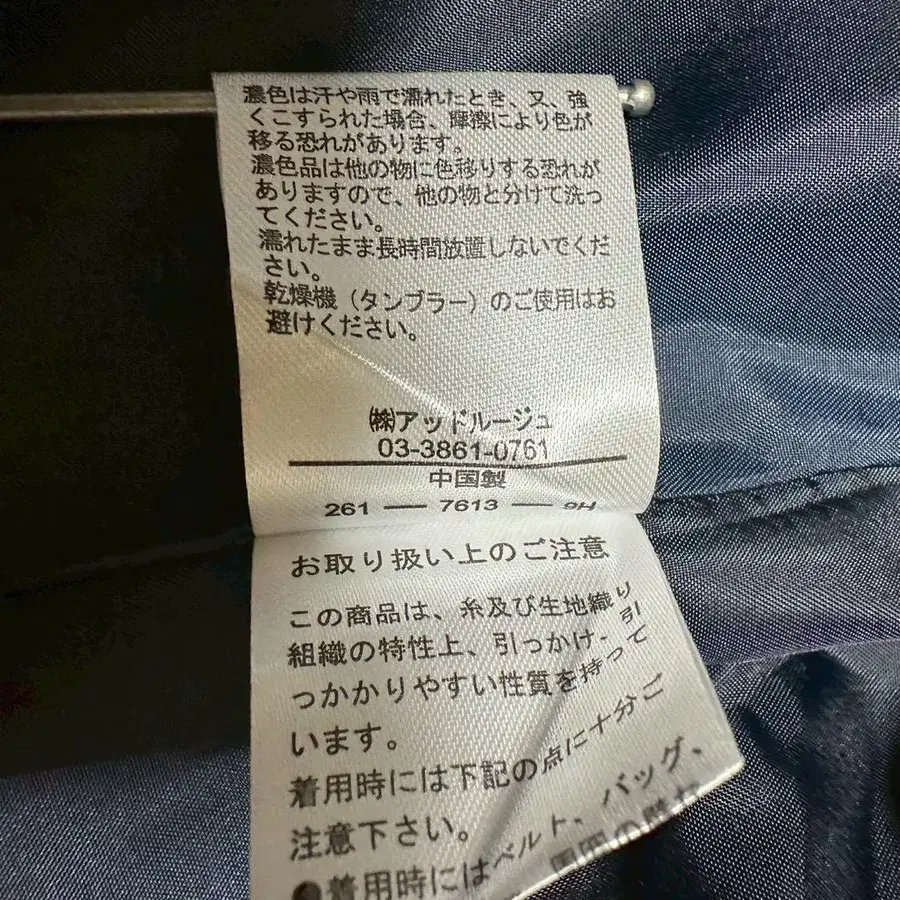 濃色は汗や雨で濡れたとき、又、強
くこすられた場合、摩擦により色が
移る恐れがあります。
濃色品は他の物に色移りする恐れが
ありますので、他の物と分けて洗っ
てください。
濡れたまま長時間放置しないでくだ
さい。
乾燥機(タンブラー)のご使用はお
避けください。
㈱アッドルージュ
03-3861-0761
中国製
261 — 7613 — 9H
お取り扱い上のご注意
この商品は、糸及び生地織り
組織の特性上、引っかけ・引
っかかりやすい性質を持って
います。
着用時には下記の点に十分ご
注意下さい。
●着用時にはベルト、バッグ、